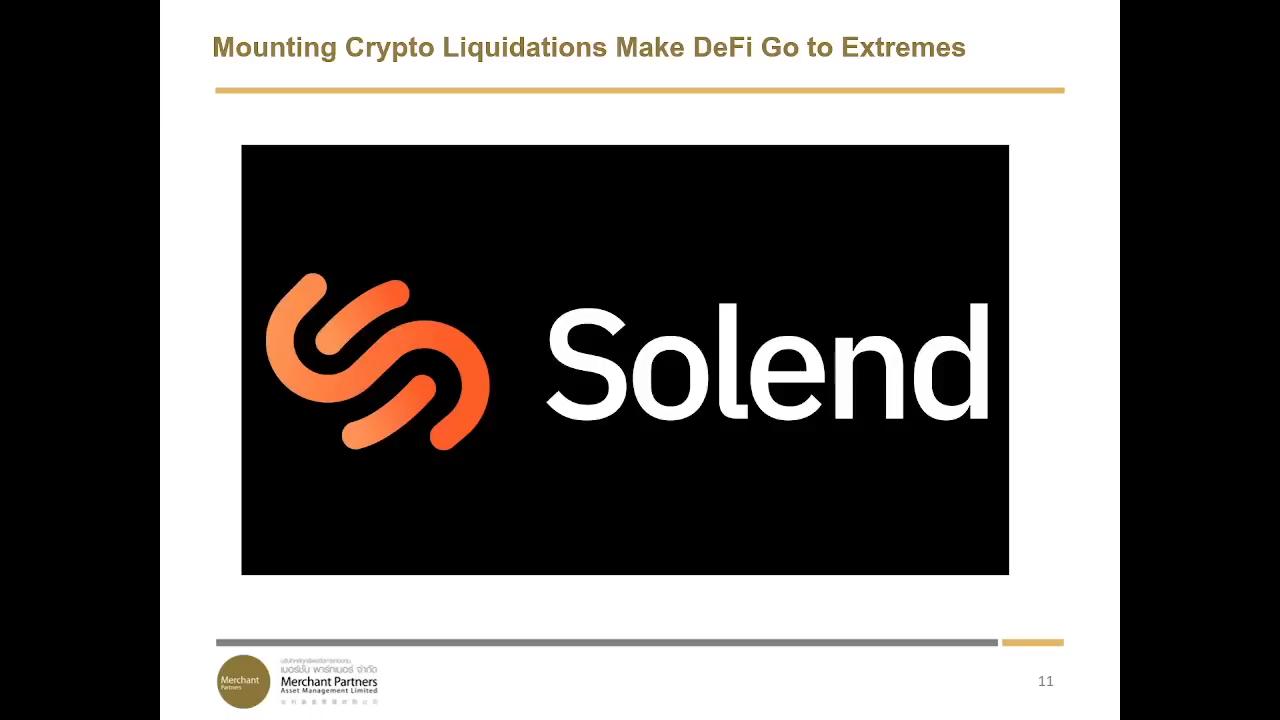 Mounting Crypto Liquidations Make DeFi Go to Extremes
Solend
Merchant
Partners
เมอร์ชั่น พาร์ทเนอร์ จำกัด
Merchant Partners
Asset Management Limited
11